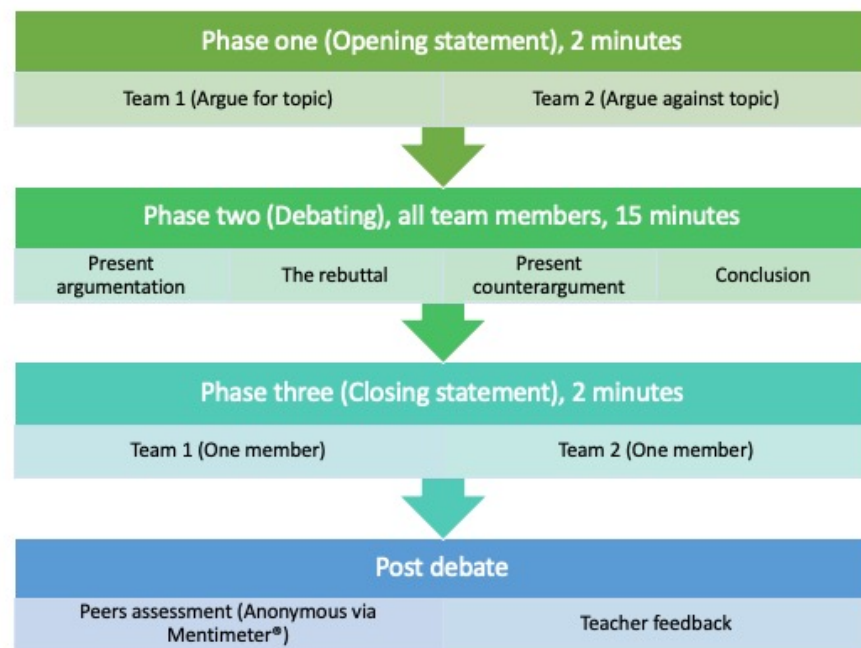 Phase one (Opening statement), 2 minutes
Team 1 (Argue for topic)
Team 2 (Argue against topic)
Phase two (Debating), all team members, 15 minutes
Present
argumentation
The rebuttal
Present
counterargument
Conclusion
Phase three (Closing statement), 2 minutes
Team 1 (One member)
Team 2 (One member)
Post debate
Peers assessment (Anonymous via
Mentimeter®)
Teacher feedback